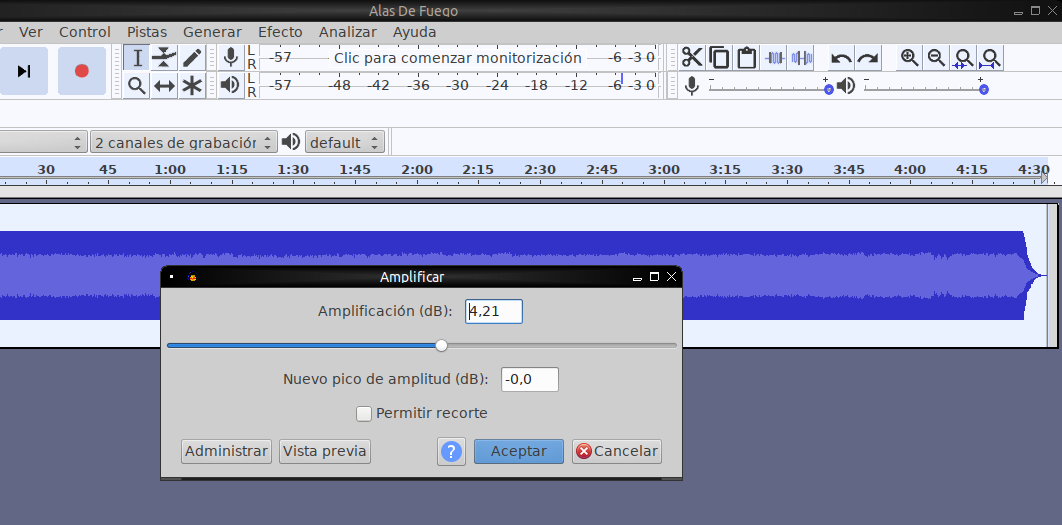 Alas De Fuego
Ver Control Pistas Generar Efecto Analizar Ayuda
L R -57 Clic para comenzar monitorización -6 -3 0
L R -57 -48 -42 -36 -30 -24 -18 -12 -6 -3 0
- +
- +
2 canales de grabación default
30 45 1:00 1:15 1:30 1:45 2:00 2:15 2:30 2:45 3:00 3:15 3:30 3:45 4:00 4:15 4:30
Amplificar
Amplificación (dB): 4,21
Nuevo pico de amplitud (dB): -0,0
Permitir recorte
Administrar Vista previa ? Aceptar Cancelar